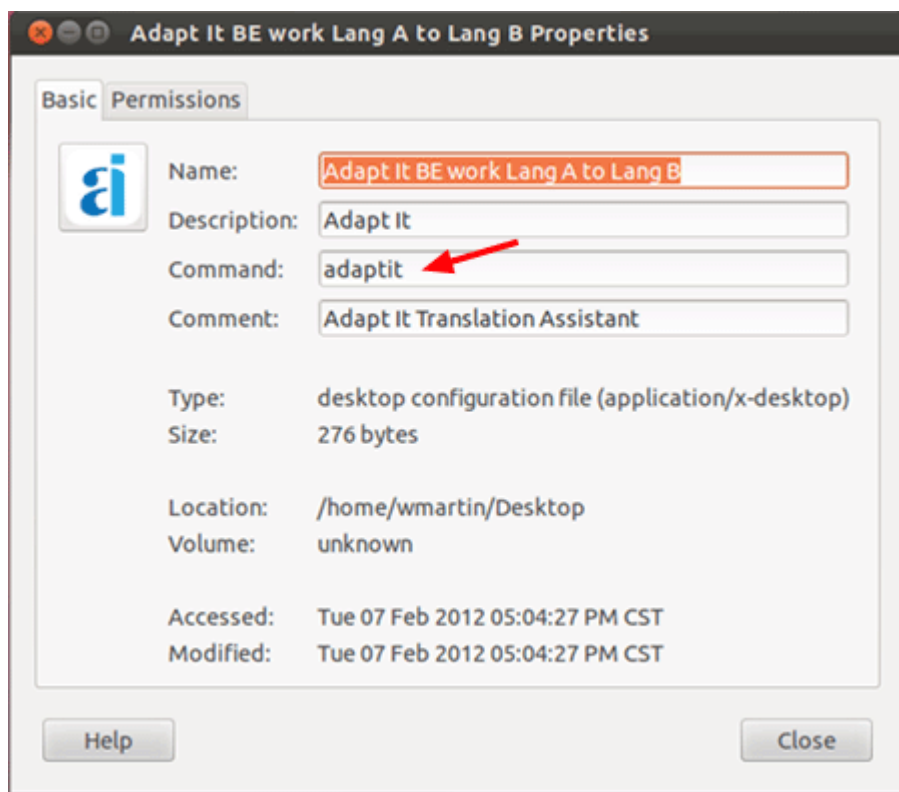 Adapt It BE work Lang A to Lang B Properties
Basic Permissions
ai
Name: Adapt It BE work Lang A to Lang B
Description: Adapt It
Command: adaptit
Comment: Adapt It Translation Assistant
Type: desktop configuration file (application/x-desktop)
Size: 276 bytes
Location: /home/wmartin/Desktop
Volume: unknown
Accessed: Tue 07 Feb 2012 05:04:27 PM CST
Modified: Tue 07 Feb 2012 05:04:27 PM CST
Help Close